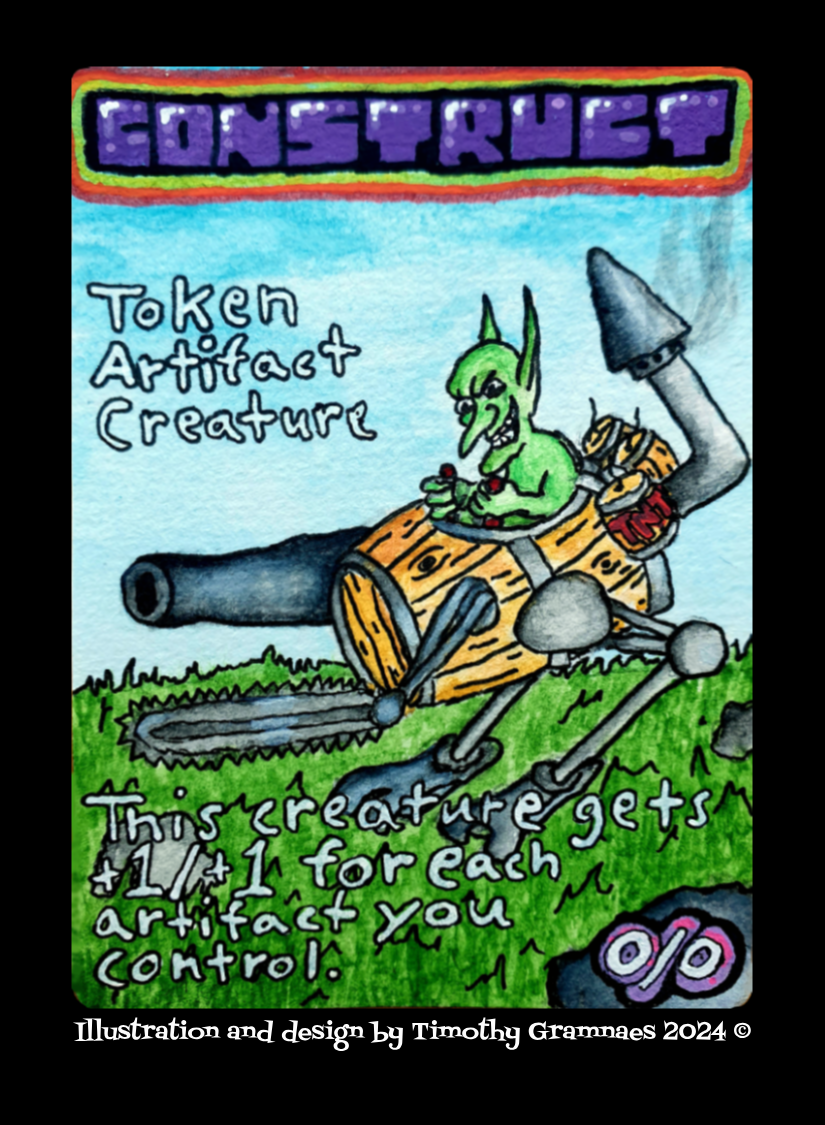 CONSTRUCT
Token
Artifact
Creature
TNT
This creature gets
+1/+1 for each
artifact you
control.
0/0
Illustration and design by Timothy Gramnaes 2024 ©